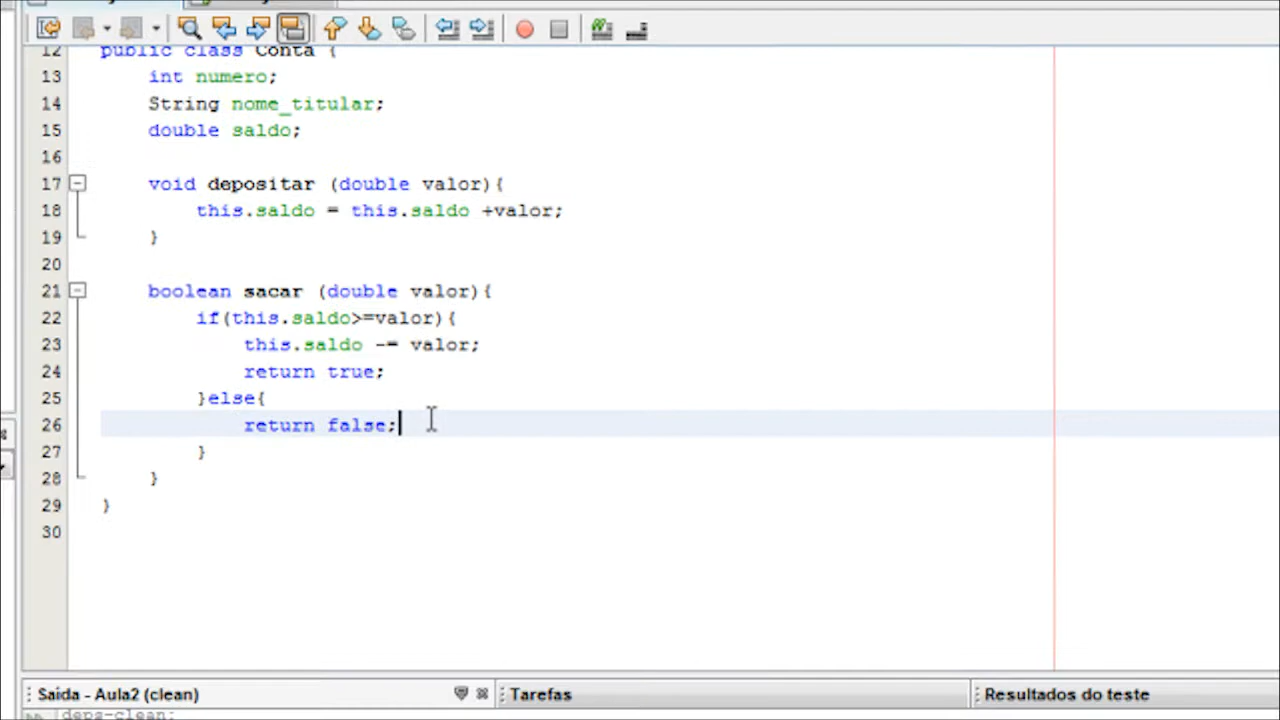 12 public class Conta {
13 int numero;
14 String nome_titular;
15 double saldo;
16
17 void depositar (double valor){
18 this.saldo = this.saldo +valor;
19 }
20
21 boolean sacar (double valor){
22 if(this.saldo>=valor){
23 this.saldo -= valor;
24 return true;
25 }else{
26 return false;
27 }
28 }
29 }
30
Saída - Aula2 (clean) Tarefas Resultados do teste
deps-clean: